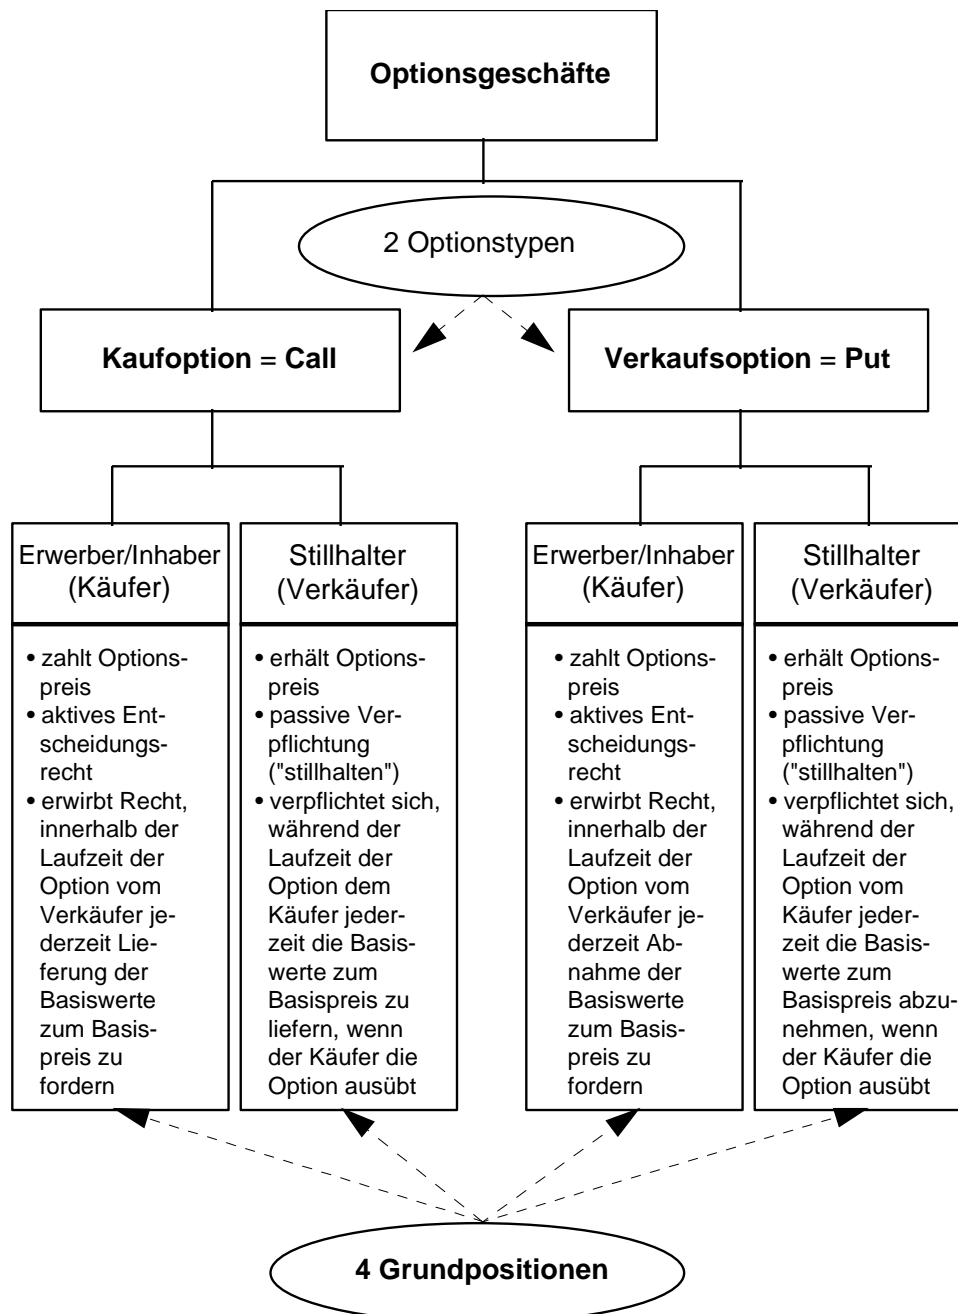 Optionsgeschäfte
2 Optionstypen
Kaufoption = Call
Verkaufsoption = Put
Erwerber/Inhaber
(Käufer)
• zahlt Options-
preis
• aktives Ent-
scheidungs-
recht
• erwirbt Recht,
innerhalb der
Laufzeit der
Option vom
Verkäufer je-
derzeit Lie-
ferung der
Basiswerte
zum Basis-
preis zu
fordern
Stillhalter
(Verkäufer)
• erhält Options-
preis
• passive Ver-
pflichtung
("stillhalten")
• verpflichtet sich,
während der
Laufzeit der
Option dem
Käufer jeder-
zeit die Basis-
werte zum
Basispreis zu
liefern, wenn
der Käufer die
Option ausübt
Erwerber/Inhaber
(Käufer)
• zahlt Options-
preis
• aktives Ent-
scheidungs-
recht
• erwirbt Recht,
innerhalb der
Laufzeit der
Option vom
Verkäufer je-
derzeit Ab-
nahme der
Basiswerte
zum Basis-
preis zu
fordern
Stillhalter
(Verkäufer)
• erhält Options-
preis
• passive Ver-
pflichtung
("stillhalten")
• verpflichtet sich,
während der
Laufzeit der
Option vom
Käufer jeder-
zeit die Basis-
werte zum
Basispreis abzu-
nehmen, wenn
der Käufer die
Option ausübt
4 Grundpositionen